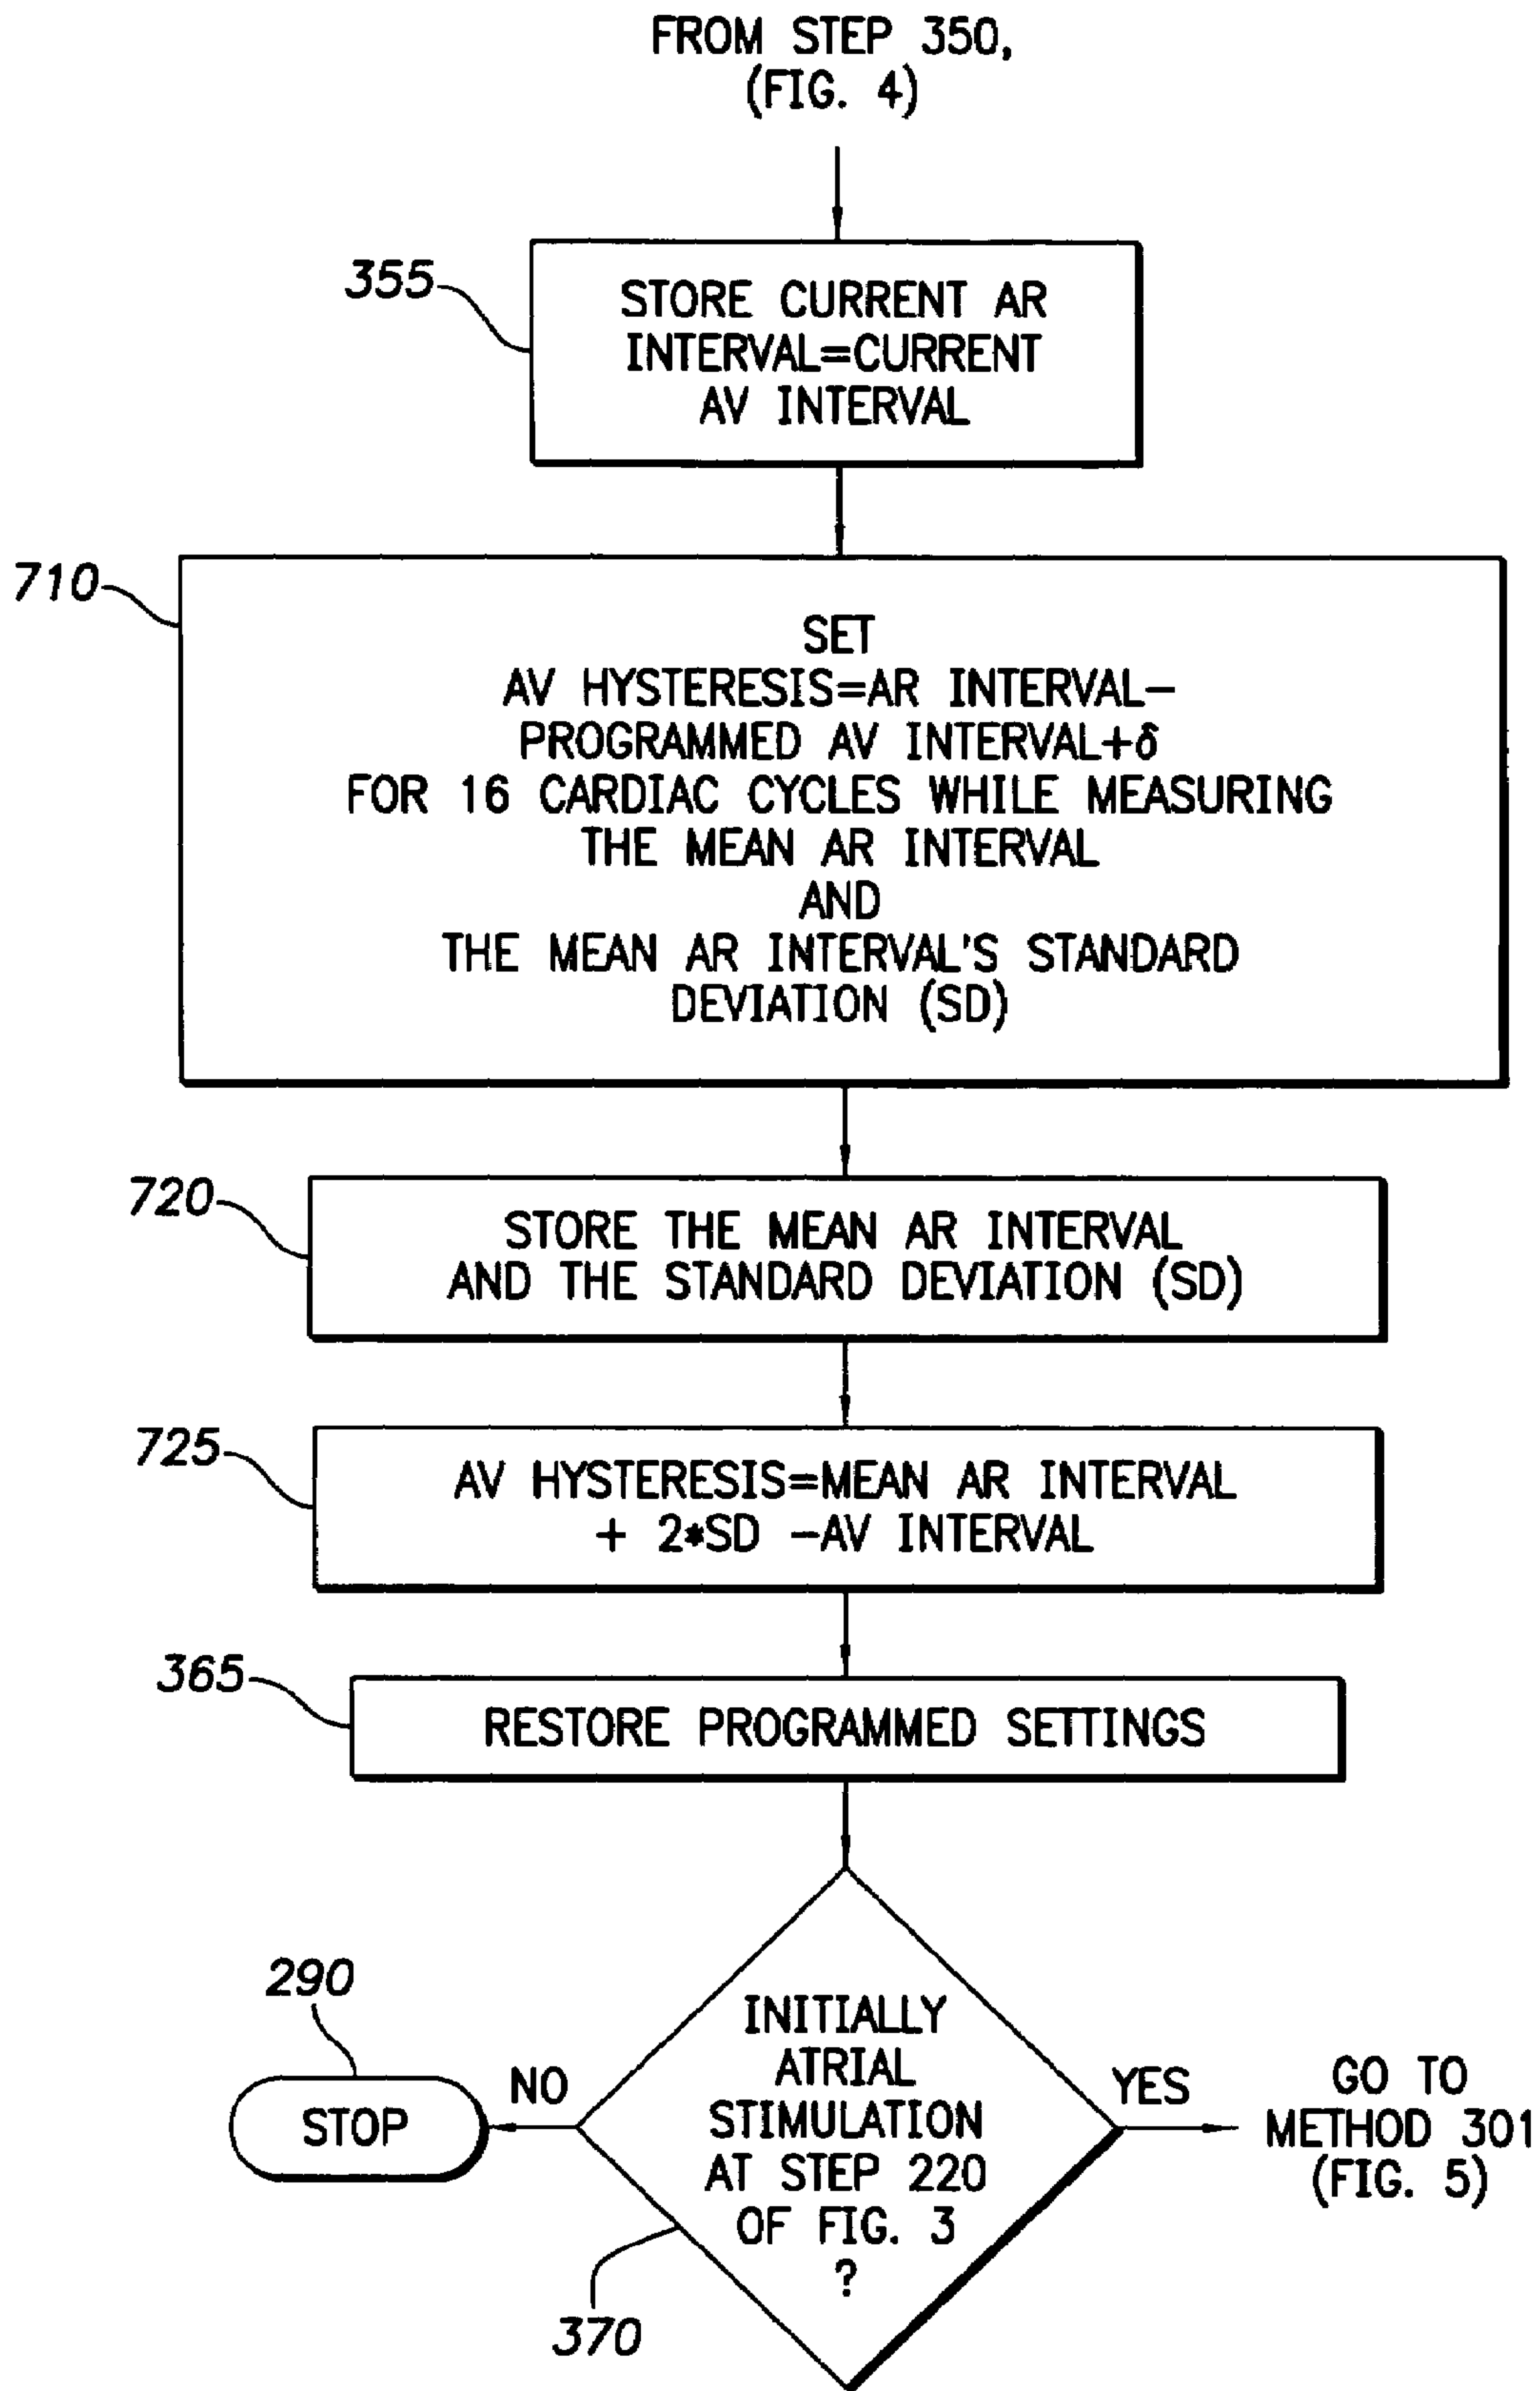 FROM STEP 350,
(FIG. 4)
355
STORE CURRENT AR
INTERVAL=CURRENT
AV INTERVAL
710
SET
AV HYSTERESIS=AR INTERVAL–
PROGRAMMED AV INTERVAL+δ
FOR 16 CARDIAC CYCLES WHILE MEASURING
THE MEAN AR INTERVAL
AND
THE MEAN AR INTERVAL'S STANDARD
DEVIATION (SD)
720
STORE THE MEAN AR INTERVAL
AND THE STANDARD DEVIATION (SD)
725
AV HYSTERESIS=MEAN AR INTERVAL
+ 2*SD –AV INTERVAL
365
RESTORE PROGRAMMED SETTINGS
290
STOP
NO
INITIALLY
ATRIAL
STIMULATION
AT STEP 220
OF FIG. 3
?
370
YES
GO TO
METHOD 301
(FIG. 5)